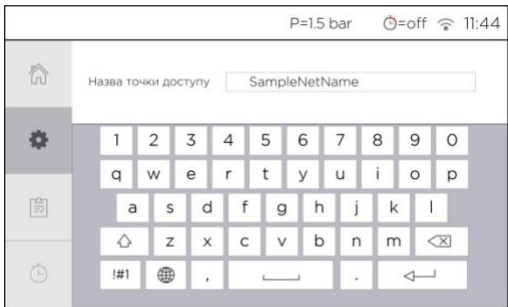 P=1.5 bar =off 11:44
Назва точки доступу SampleNetName
1 2 3 4 5 6 7 8 9 0
q w e r t y u i o p
a s d f g h j k l
z x c v b n m
!#1 , .